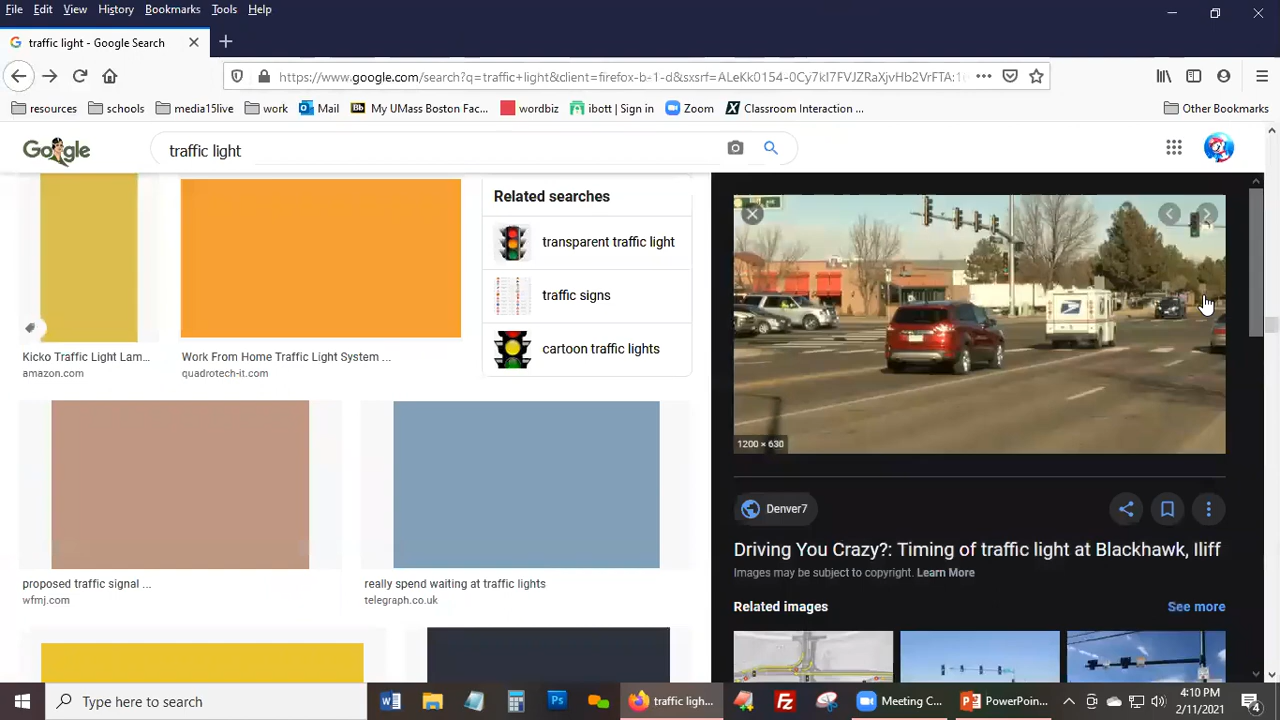 File Edit View History Bookmarks Tools Help
traffic light - Google Search
https://www.google.com/search?q=traffic+light&client=firefox-b-1-d&sxsrf=ALeKk0154-0Cy7kI7FVJZRaXjvHb2VrFTA:1
resources schools media15live work Mail My UMass Boston Fac... wordbiz ibott | Sign in Zoom Classroom Interaction ... Other Bookmarks
Google
traffic light
Related searches
transparent traffic light
traffic signs
cartoon traffic lights
Kicko Traffic Light Lam...
amazon.com
Work From Home Traffic Light System ...
quadrotech-it.com
proposed traffic signal ...
wfmj.com
really spend waiting at traffic lights
telegraph.co.uk
1200 × 630
Denver7
Driving You Crazy?: Timing of traffic light at Blackhawk, Iliff
Images may be subject to copyright. Learn More
Related images
See more
Type here to search
traffic ligh...
Meeting C...
PowerPoin...
4:10 PM
2/11/2021
4